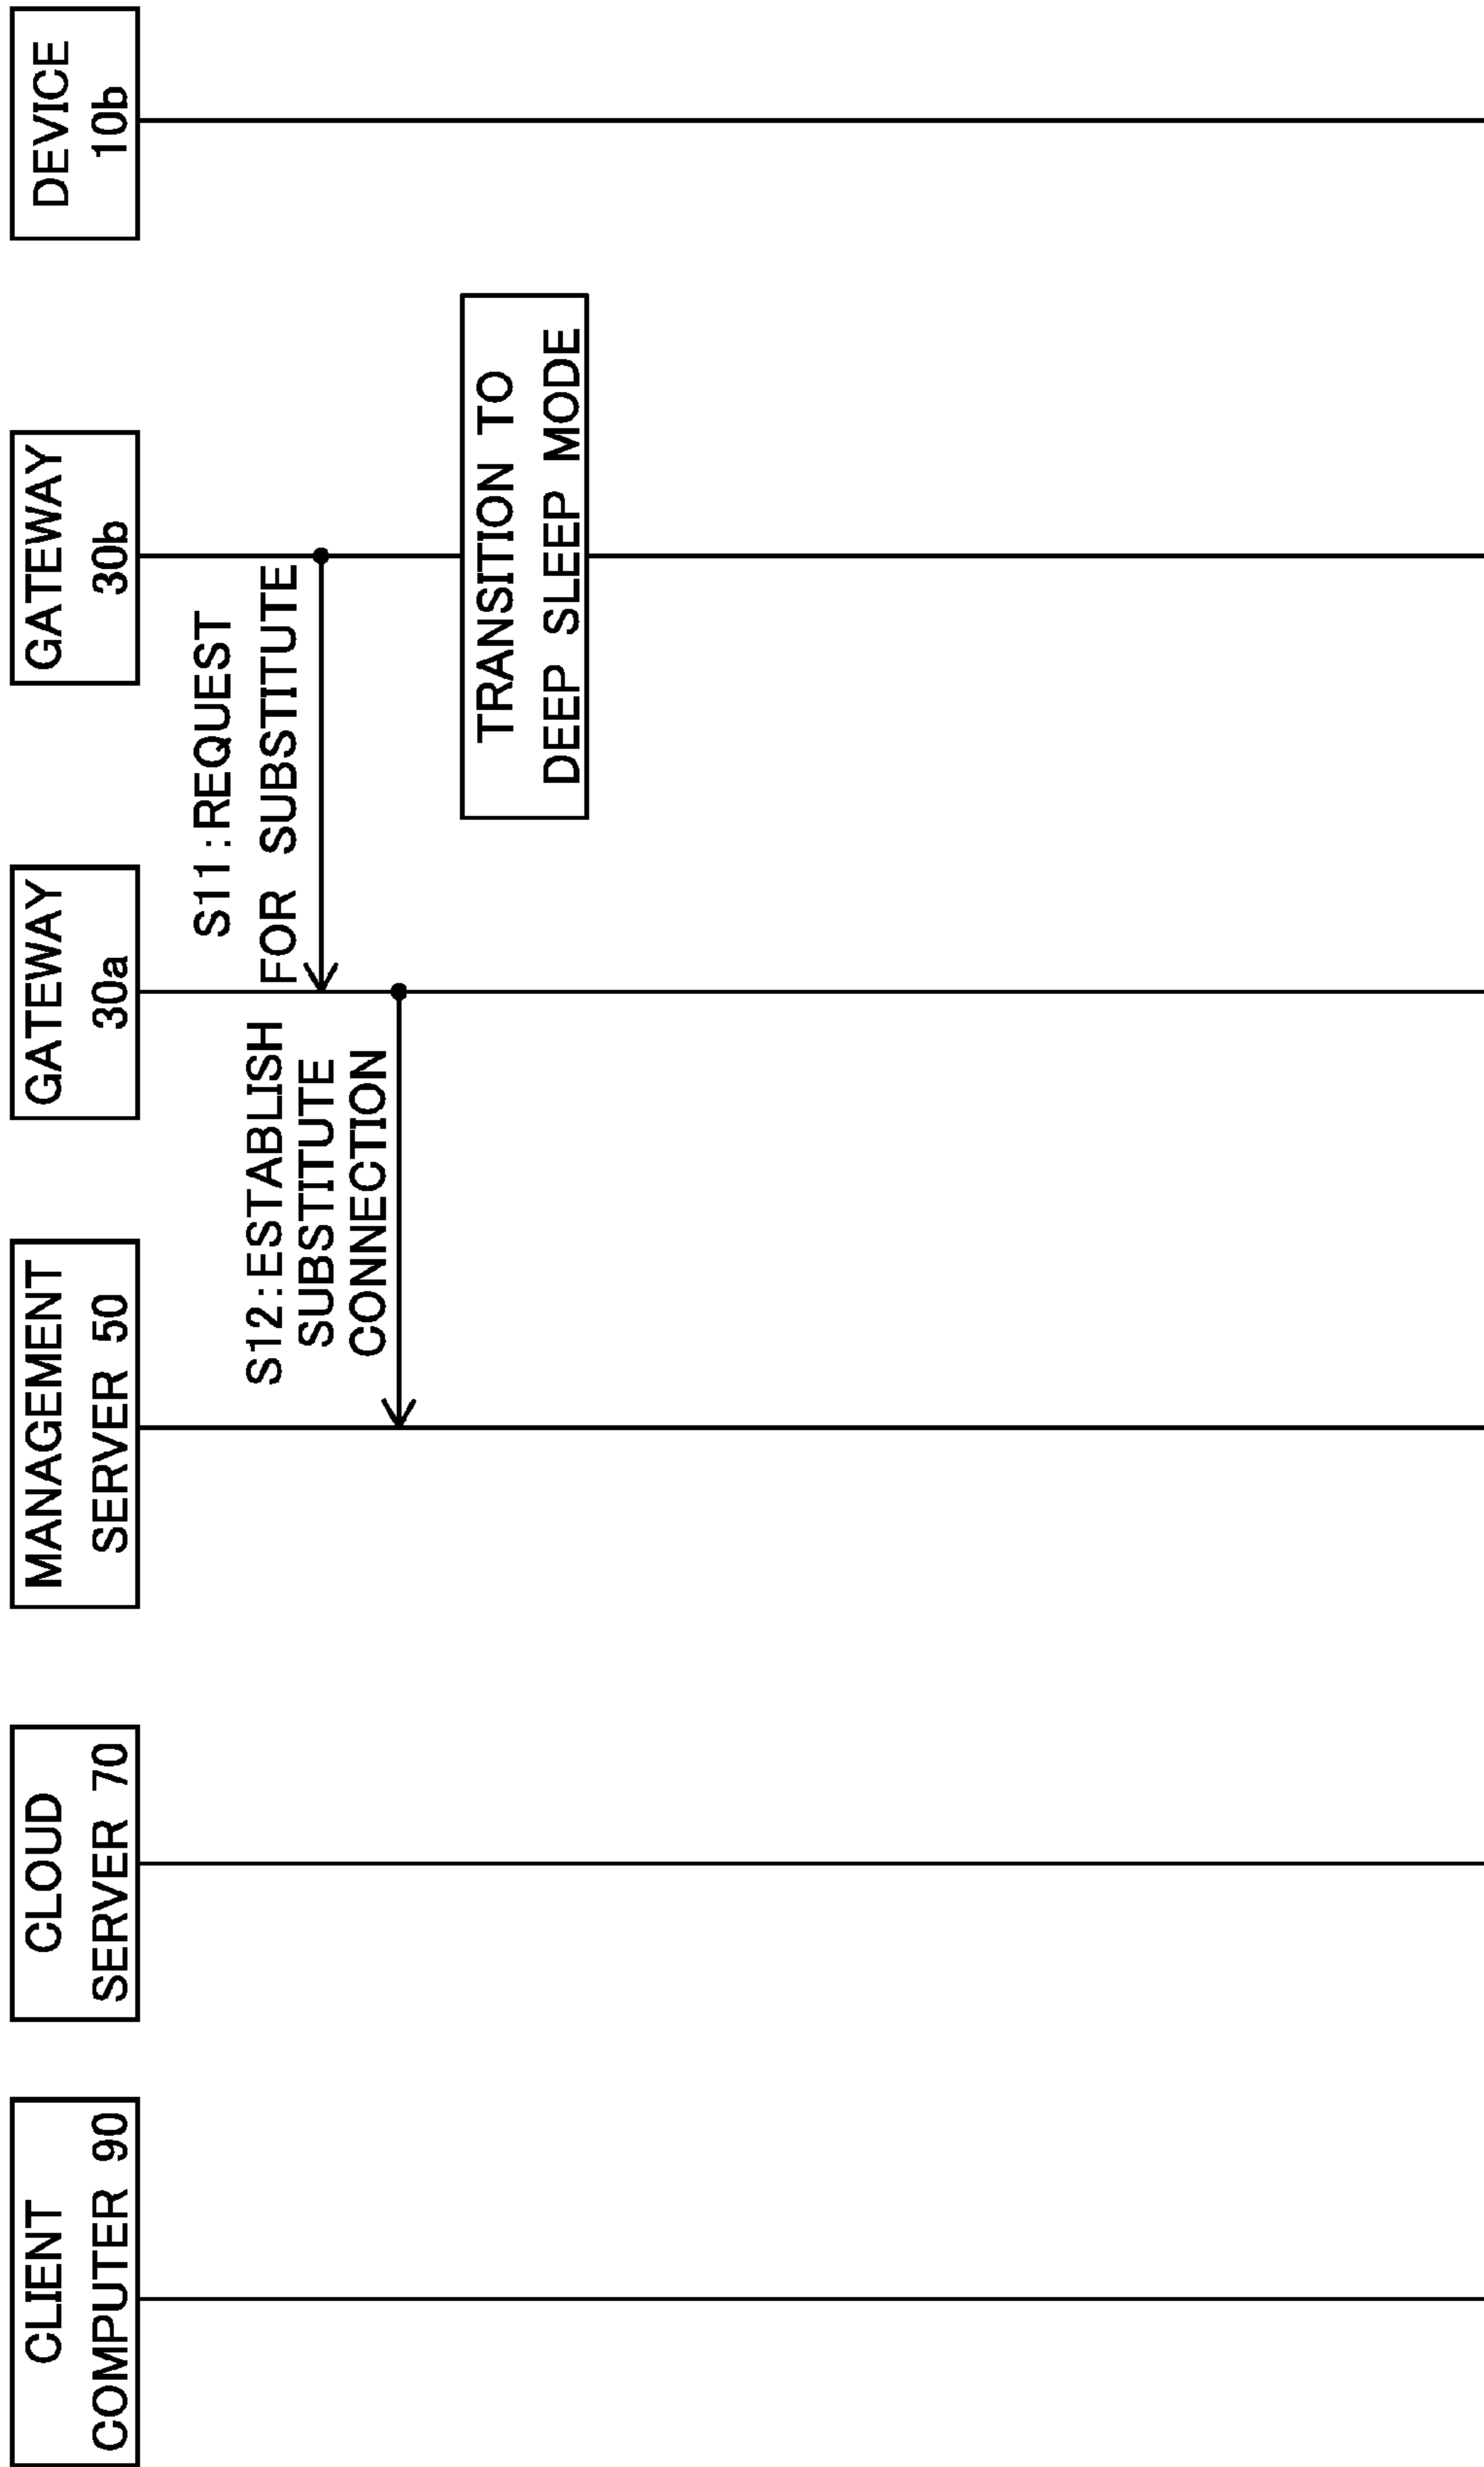 CLIENT
COMPUTER 90
CLOUD
SERVER 70
MANAGEMENT
SERVER 50
GATEWAY
30a
GATEWAY
30b
DEVICE
10b
S11:REQUEST
FOR SUBSTITUTE
S12:ESTABLISH
SUBSTITUTE
CONNECTION
TRANSITION TO
DEEP SLEEP MODE